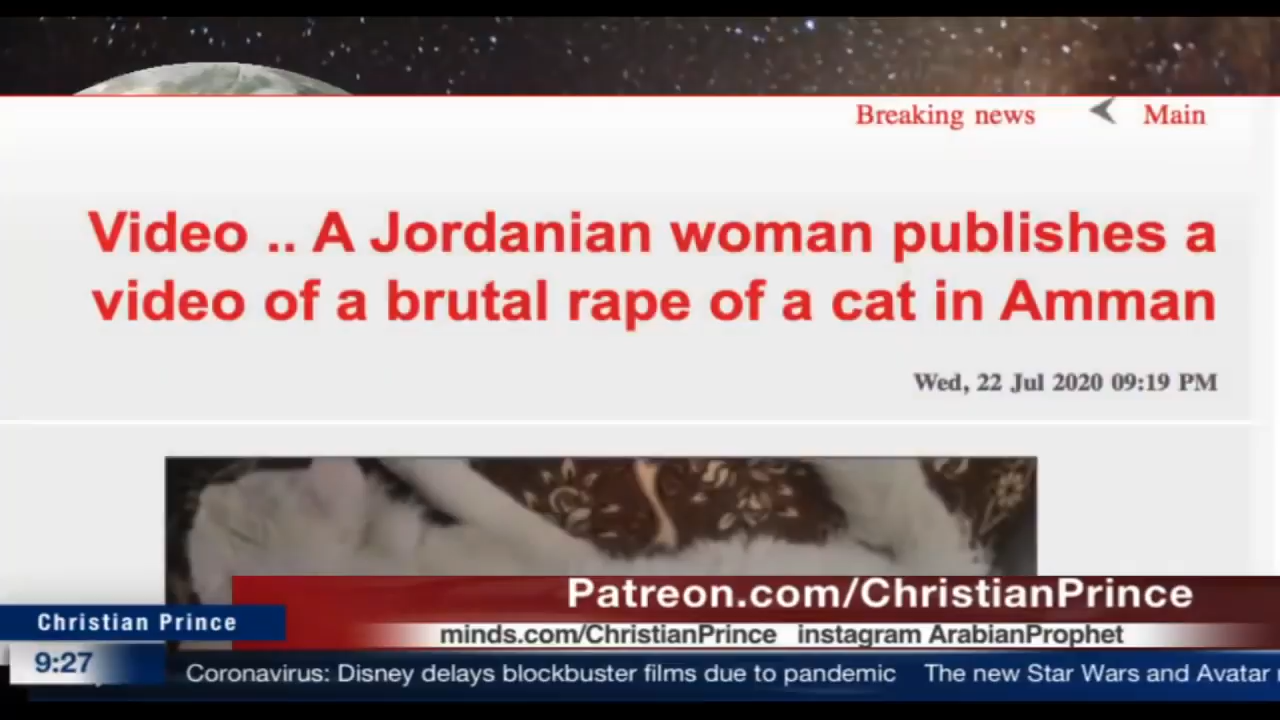 Breaking news Main
Video .. A Jordanian woman publishes a
video of a brutal rape of a cat in Amman
Wed, 22 Jul 2020 09:19 PM
Patreon.com/ChristianPrince
Christian Prince
minds.com/ChristianPrince instagram ArabianProphet
9:27
Coronavirus: Disney delays blockbuster films due to pandemic The new Star Wars and Avatar